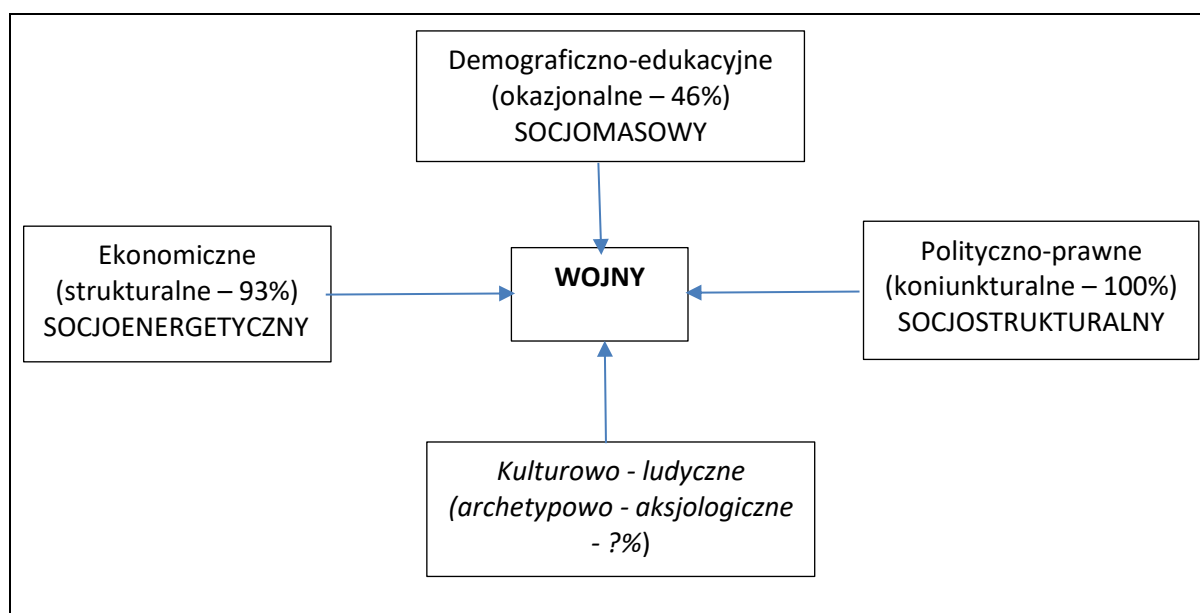 Demograficzno-edukacyjne
(okazjonalne – 46%)
SOCJOMASOWY
Ekonomiczne
(strukturalne – 93%)
SOCJOENERGETYCZNY
WOJNY
Polityczno-prawne
(koniunkturalne – 100%)
SOCJOSTRUKTURALNY
Kulturowo - ludyczne
(archetypowo - aksjologiczne
- ?%)